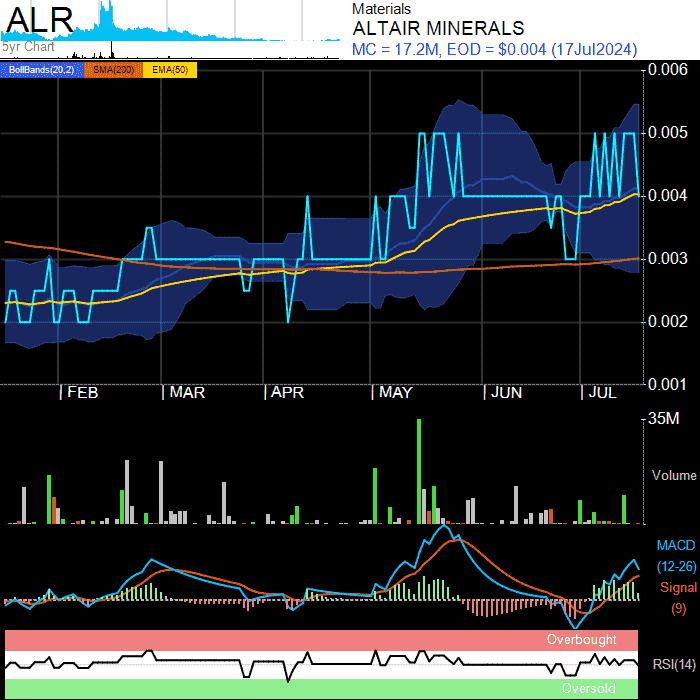 ALR
5yr Chart
Materials
ALTAIR MINERALS
MC = 17.2M, EOD = $0.004 (17Jul2024)
BollBands(20,2) SMA(200) EMA(50)
0.006
0.005
0.004
0.003
0.002
0.001
FEB MAR APR MAY JUN JUL
35M
Volume
MACD
(12-26)
Signal
(9)
Overbought
RSI(14)
Oversold